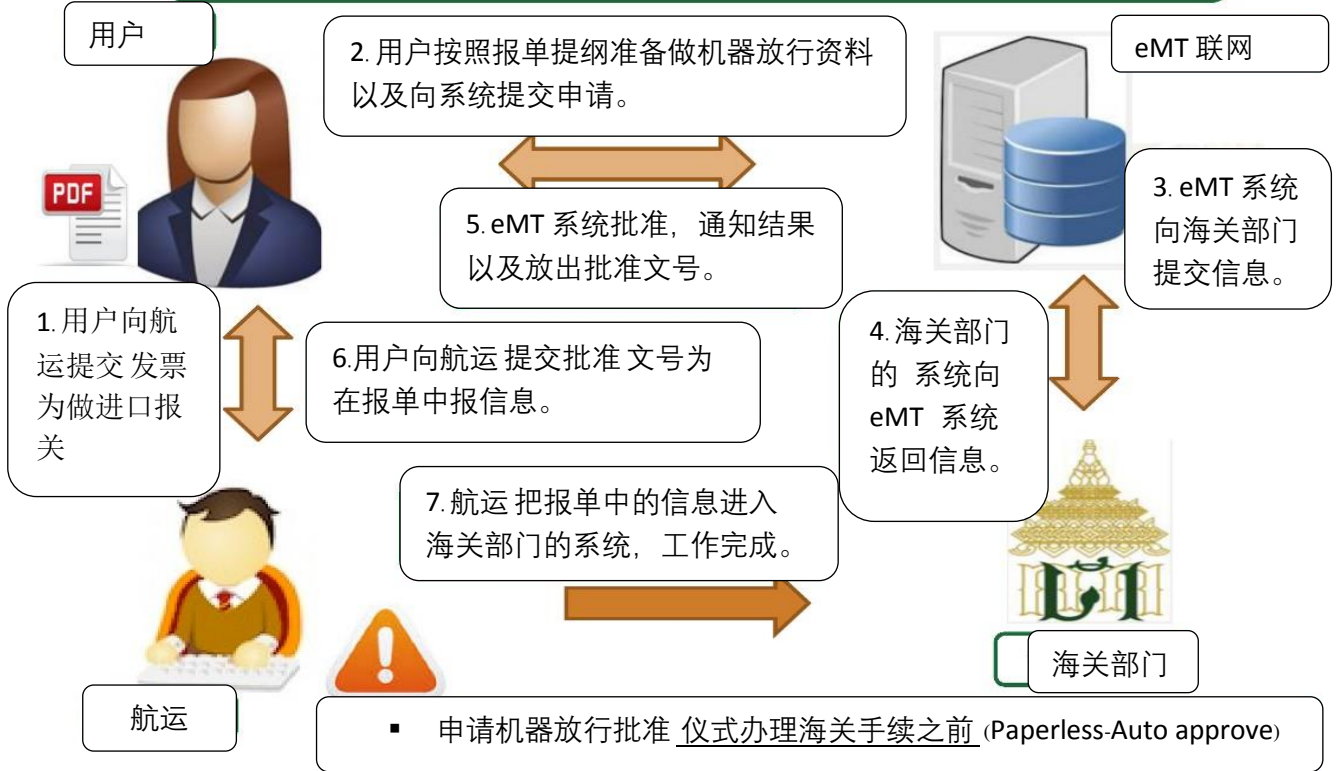 用户
2. 用户按照报单提纲准备做机器放行资料
以及向系统提交申请。
eMT 联网
PDF
5. eMT 系统批准，通知结果
以及放出批准文号。
3. eMT 系统
向海关部门
提交信息。
1. 用户向航
运提交 发票
为做进口报
关
6.用户向航运 提交批准 文号为
在报单中报信息。
4. 海关部门
的 系统向
eMT 系统
返回信息。
7. 航运 把报单中的信息进入
海关部门的系统，工作完成。
航运
海关部门
▪ 申请机器放行批准 仪式办理海关手续之前 (Paperless-Auto approve)